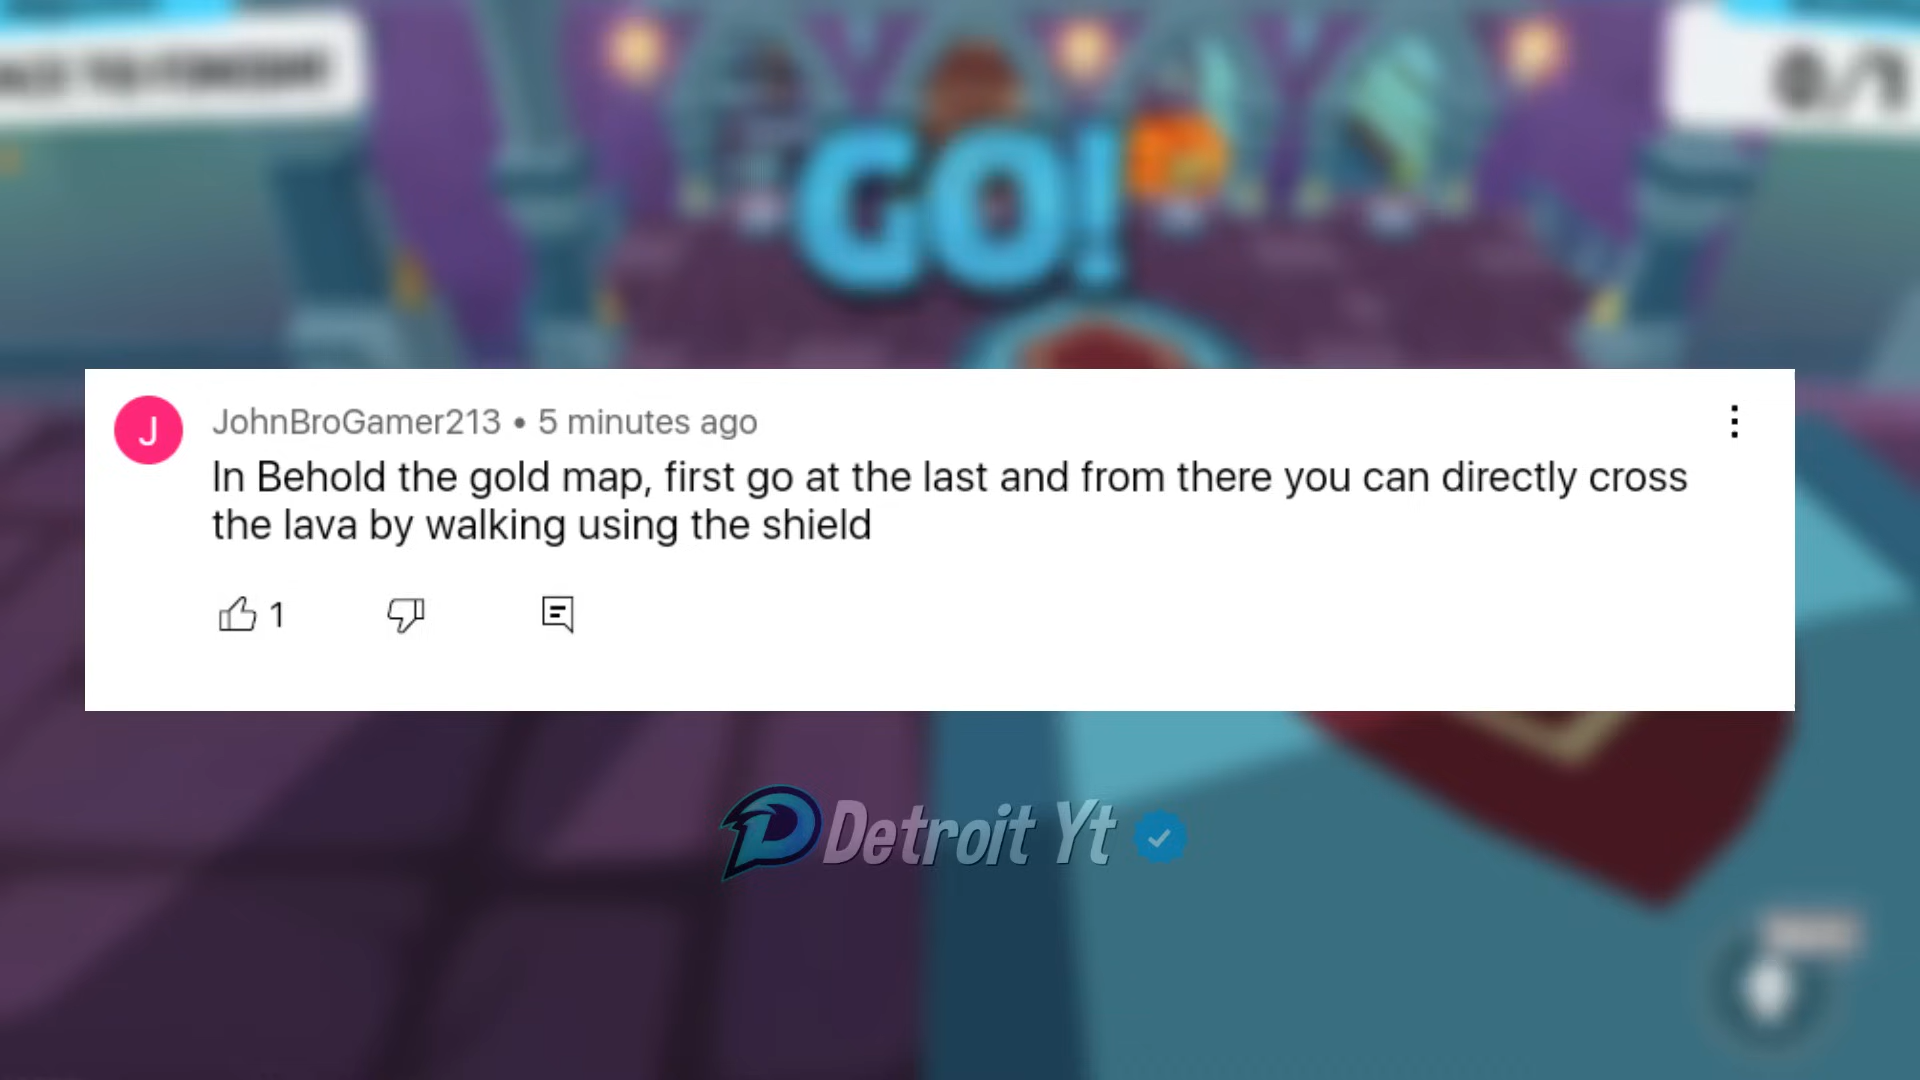 GO!
JohnBroGamer213 • 5 minutes ago
In Behold the gold map, first go at the last and from there you can directly cross
the lava by walking using the shield
1
Detroit Yt